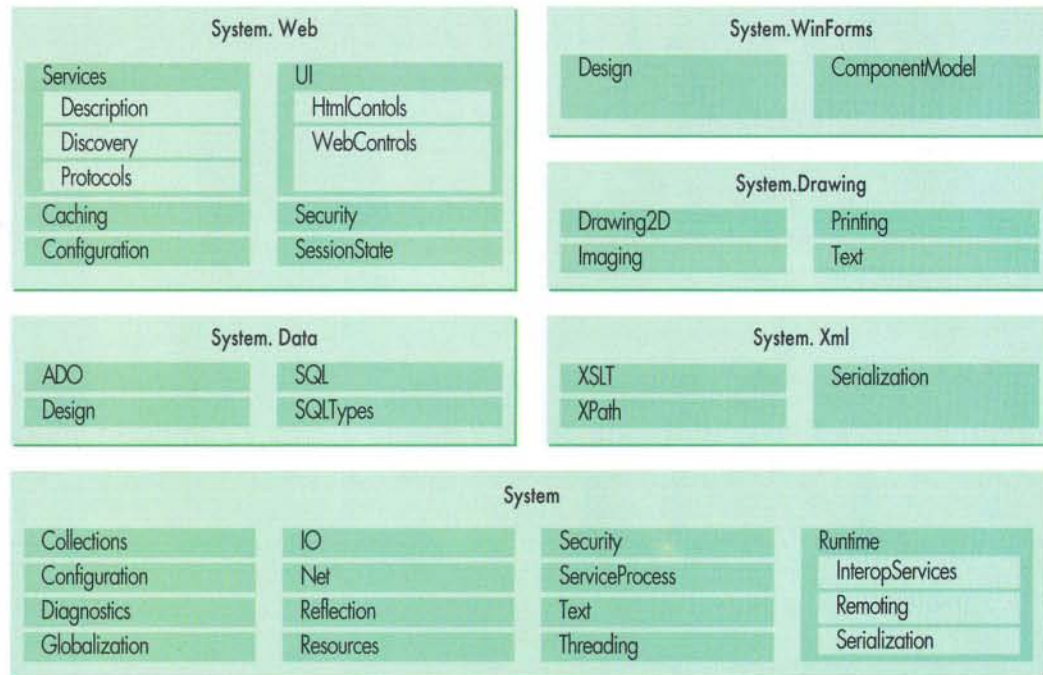 System. Web
Services
Description
Discovery
Protocols
Caching
Configuration
UI
HtmlContols
WebControls
Security
SessionState
System.WinForms
Design
ComponentModel
System.Drawing
Drawing2D
Imaging
Printing
Text
System. Data
ADO
Design
SQL
SQLTypes
System. Xml
XSLT
XPath
Serialization
System
Collections
Configuration
Diagnostics
Globalization
IO
Net
Reflection
Resources
Security
ServiceProcess
Text
Threading
Runtime
InteropServices
Remoting
Serialization